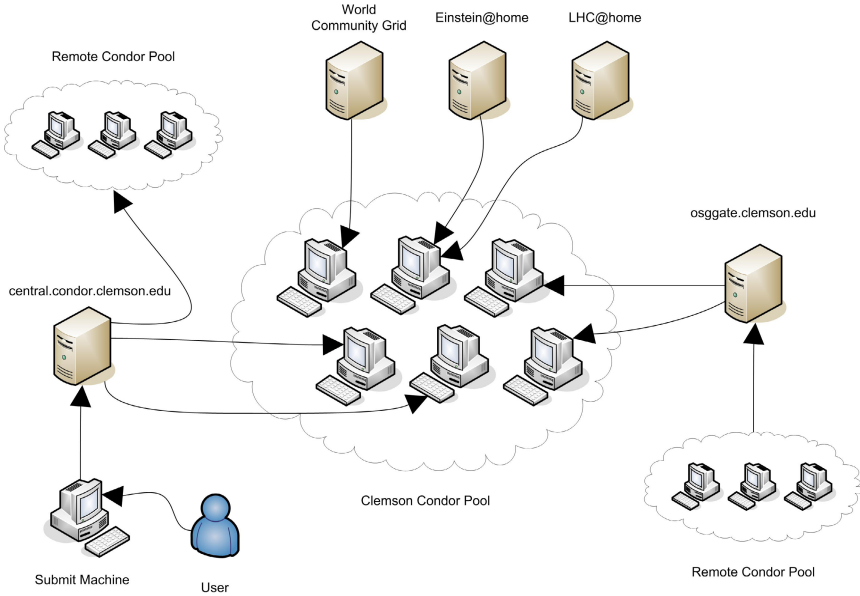 World
Community Grid
Einstein@home
LHC@home
Remote Condor Pool
osggate.clemson.edu
central.condor.clemson.edu
Clemson Condor Pool
Submit Machine
User
Remote Condor Pool